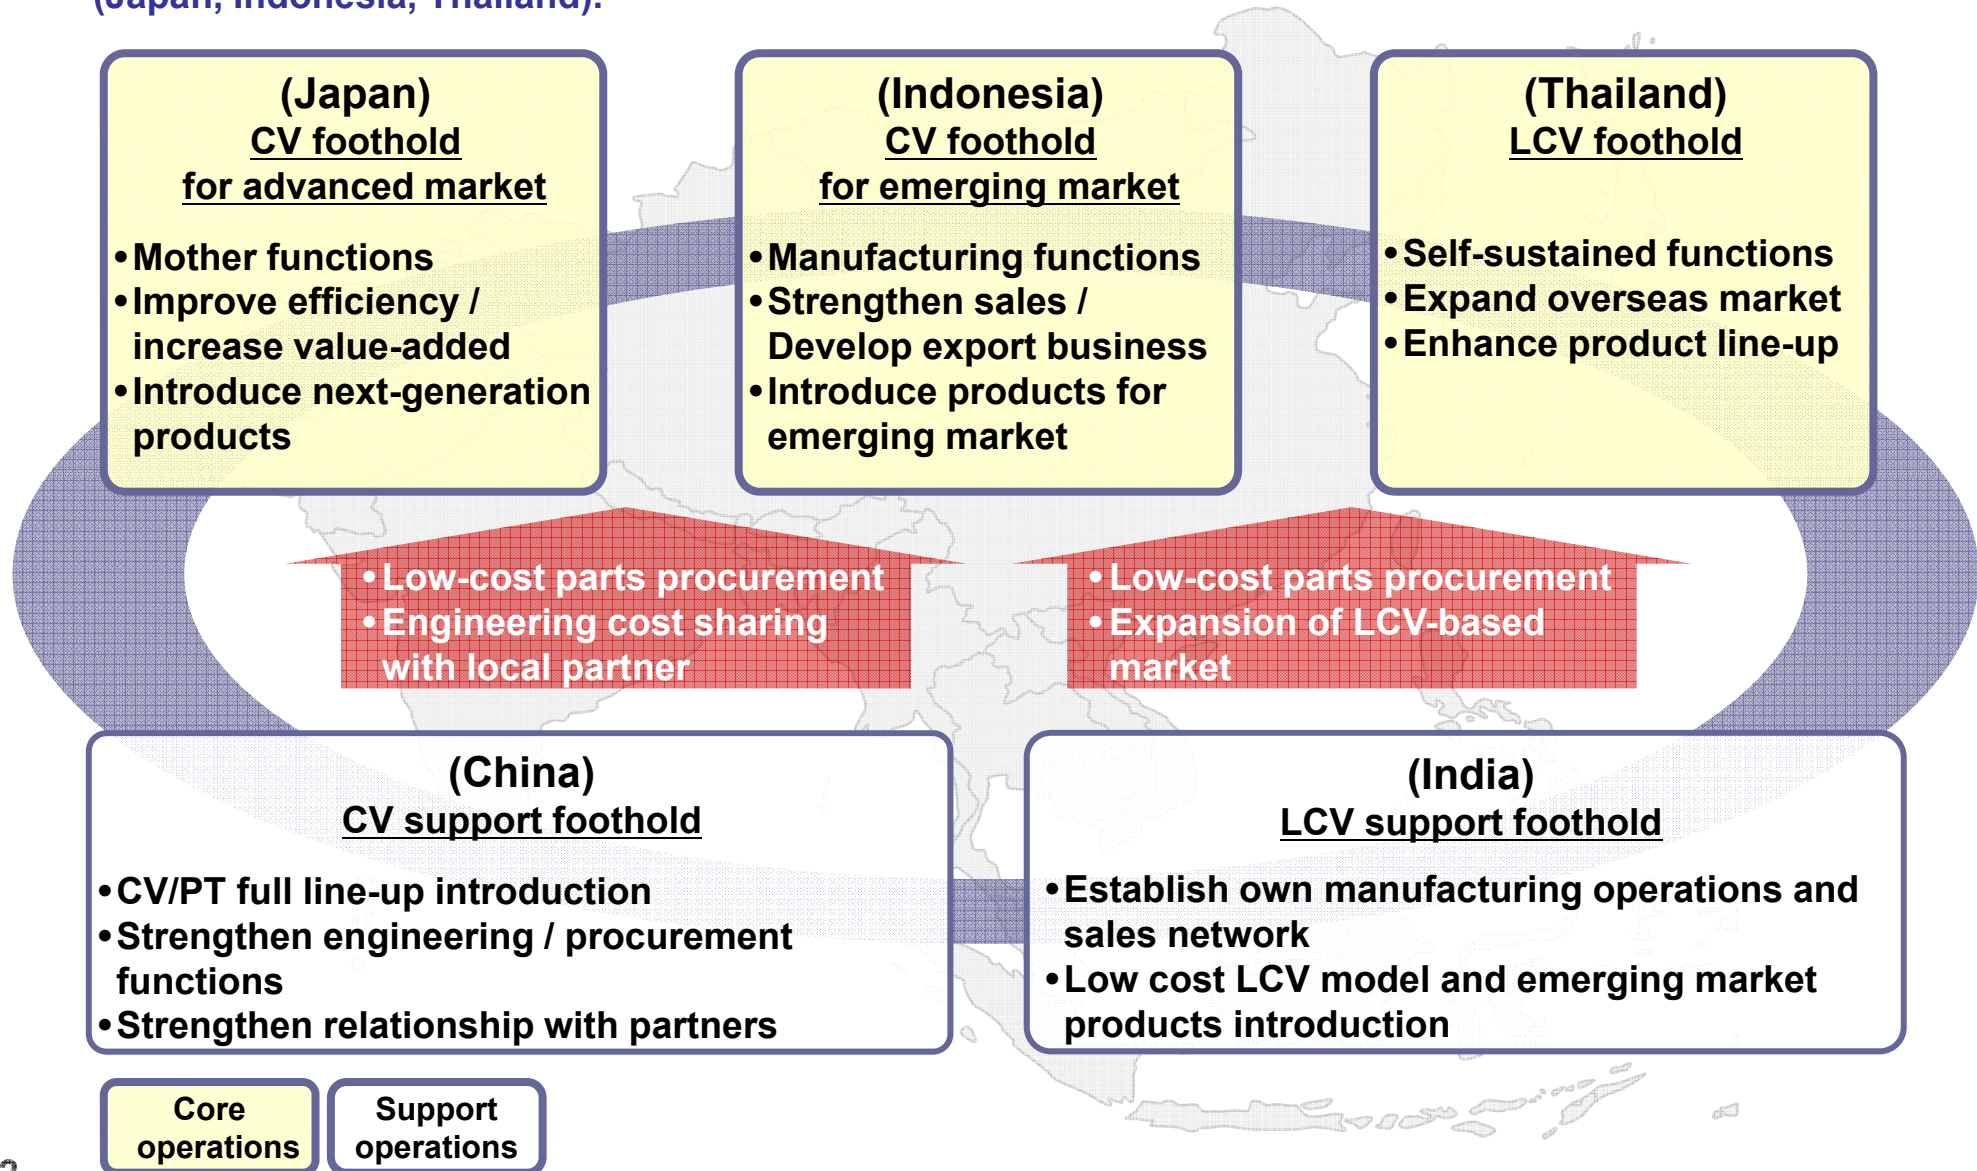 (Japan, Indonesia, Thailand).
(Japan)
CV foothold
for advanced market
•Mother functions
•Improve efficiency /
increase value-added
•Introduce next-generation
products
(Indonesia)
CV foothold
for emerging market
•Manufacturing functions
•Strengthen sales /
Develop export business
•Introduce products for
emerging market
(Thailand)
LCV foothold
•Self-sustained functions
•Expand overseas market
•Enhance product line-up
•Low-cost parts procurement
•Engineering cost sharing
with local partner
•Low-cost parts procurement
•Expansion of LCV-based
market
(China)
CV support foothold
•CV/PT full line-up introduction
•Strengthen engineering / procurement
functions
•Strengthen relationship with partners
(India)
LCV support foothold
•Establish own manufacturing operations and
sales network
•Low cost LCV model and emerging market
products introduction
Core
operations
Support
operations